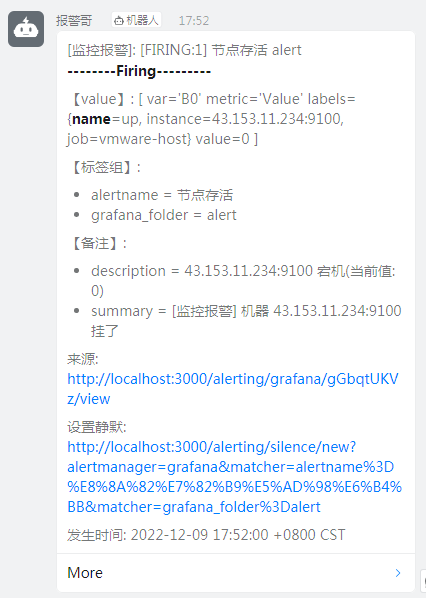 报警哥 机器人 17:52
[监控报警]: [FIRING:1] 节点存活 alert
--------Firing---------
【value】: [ var='B0' metric='Value' labels=
{name=up, instance=43.153.11.234:9100,
job=vmware-host} value=0 ]
【标签组】:
• alertname = 节点存活
• grafana_folder = alert
【备注】:
• description = 43.153.11.234:9100 宕机(当前值:
0)
• summary = [监控报警] 机器 43.153.11.234:9100
挂了
来源:
http://localhost:3000/alerting/grafana/gGbqtUKV
z/view
设置静默:
http://localhost:3000/alerting/silence/new?
alertmanager=grafana&matcher=alertname%3D
%E8%8A%82%E7%82%B9%E5%AD%98%E6%B4%
BB&matcher=grafana_folder%3Dalert
发生时间: 2022-12-09 17:52:00 +0800 CST
More